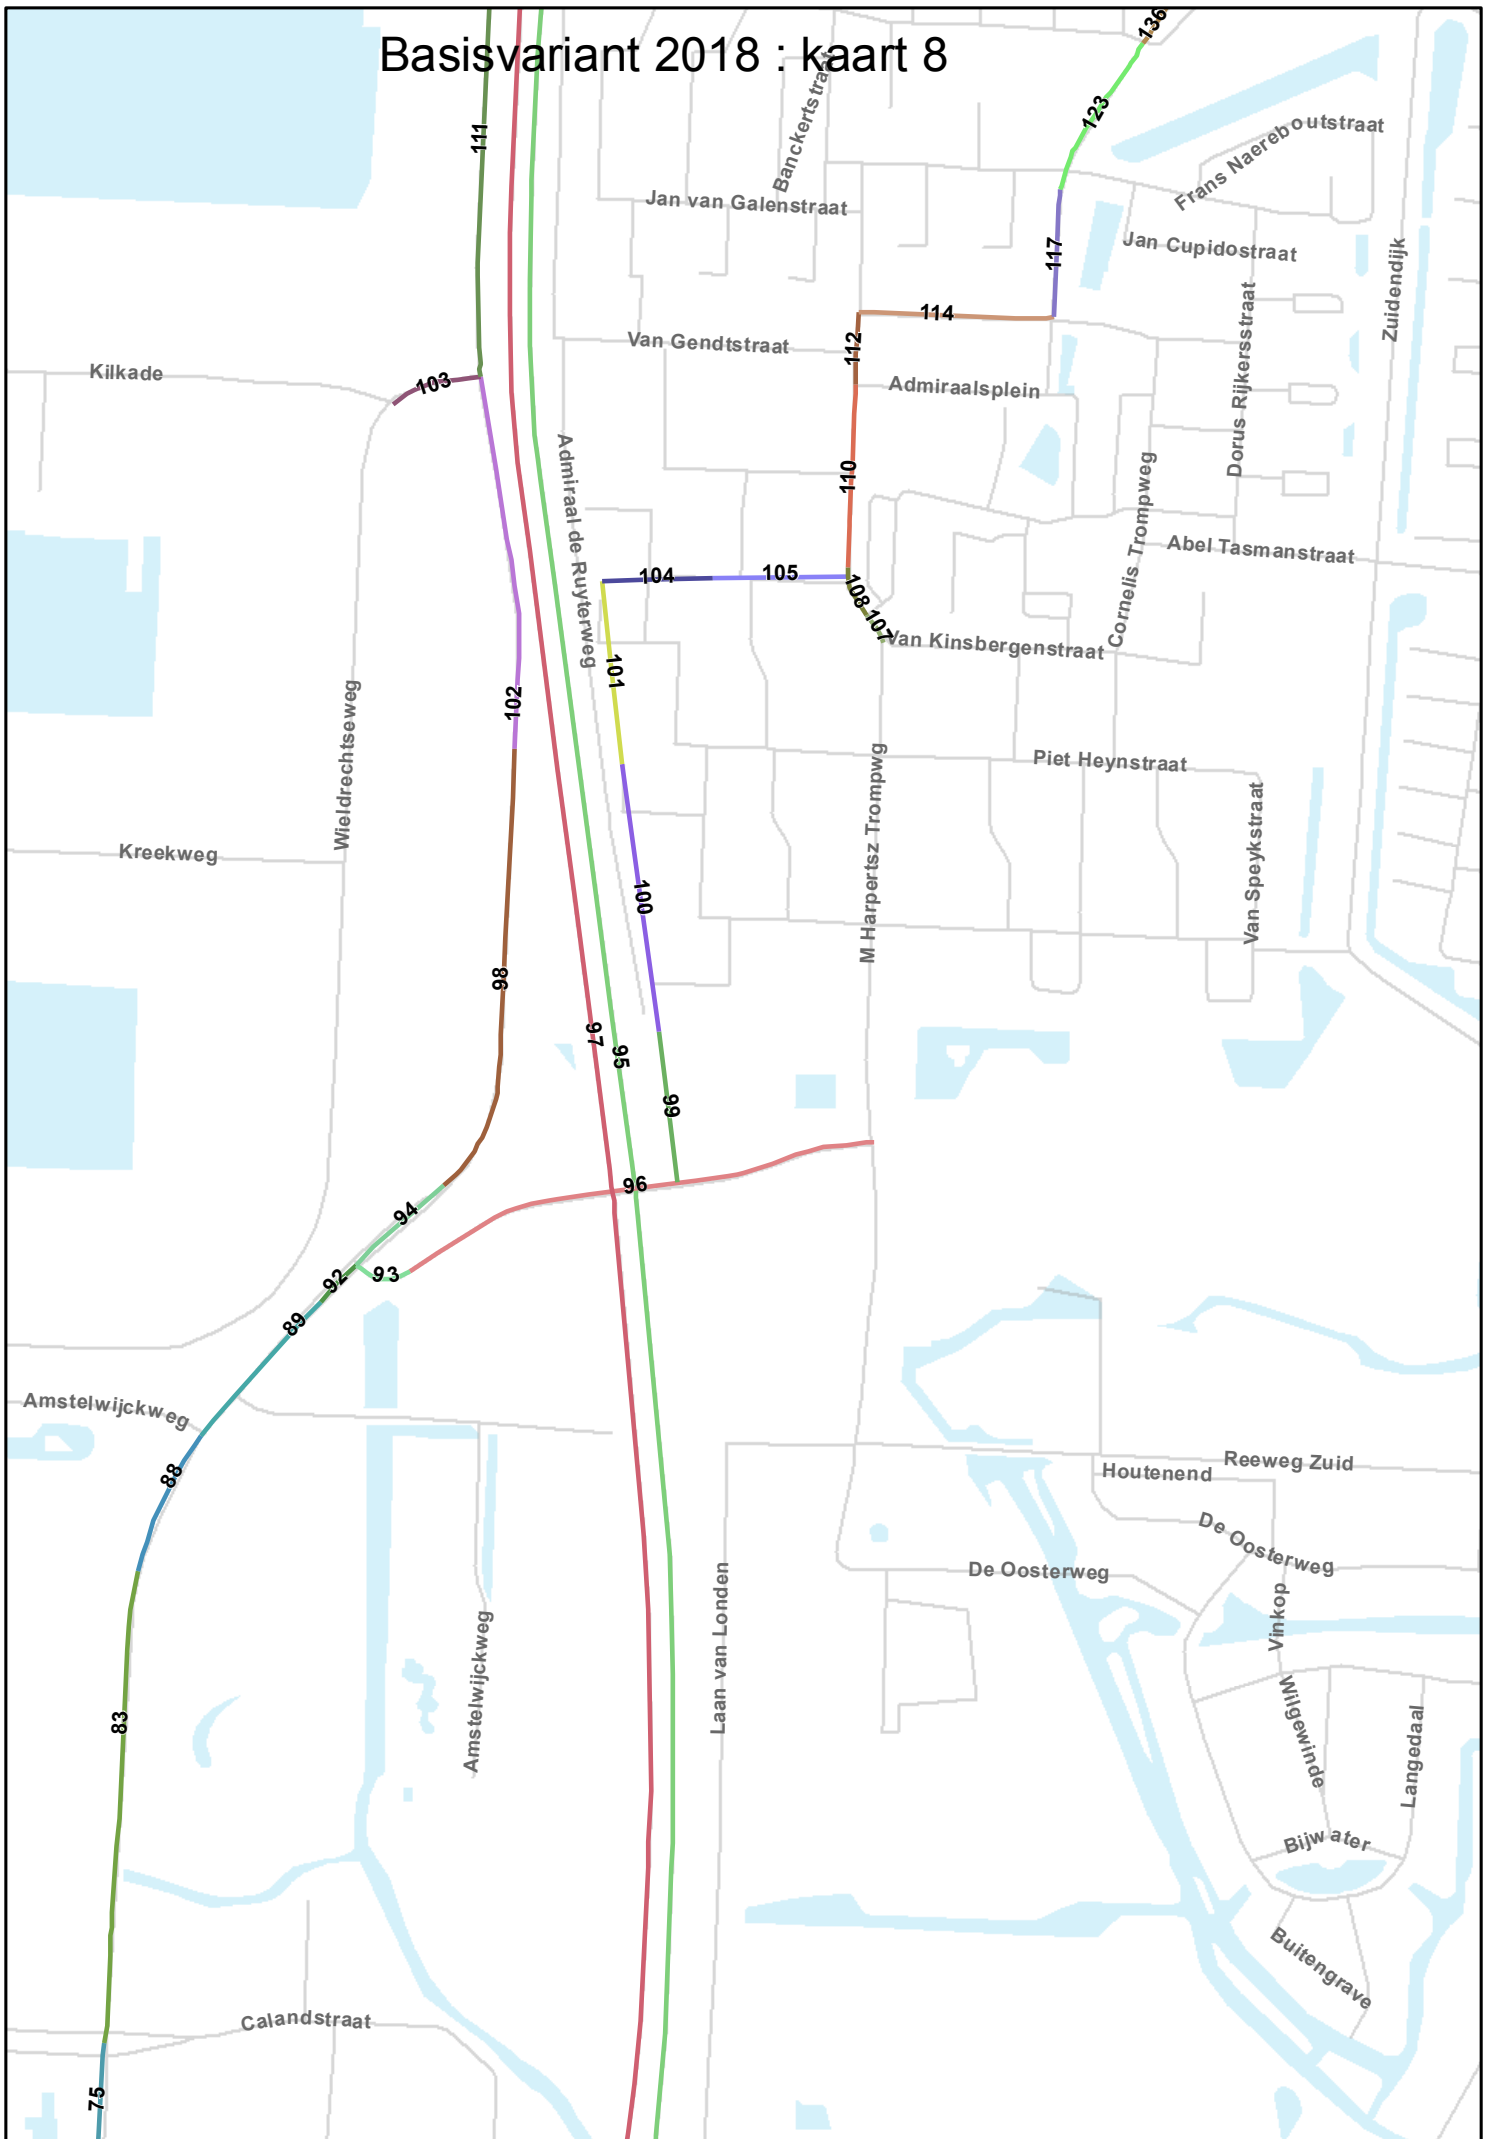 136
Basisvariant 2018 : kaart 8
123
111
Banckertstraat
Frans Naereboutstraat
Jan van Galenstraat
117
Jan Cupidostraat
Zuidendijk
114
112
Van Gendtstraat
Kilkade
103
Admiraalsplein
Dorus Rijkersstraat
110
Admiraal de Ruyterweg
Cornelis Trompweg
Abel Tasmanstraat
104
105
108
107
Van Kinsbergenstraat
101
102
Wieldrechtseweg
Piet Heynstraat
M Harpertsz Trompwg
Van Speykstraat
Kreekweg
100
98
97
95
99
96
94
93
92
89
Amstelwijckweg
88
Reeweg Zuid
Houtenend
De Oosterweg
De Oosterweg
Vinkop
Laan van Londen
Amstelwijckweg
83
Wilgewinde
Langedaal
Bijwater
Buitengrave
Calandstraat
75